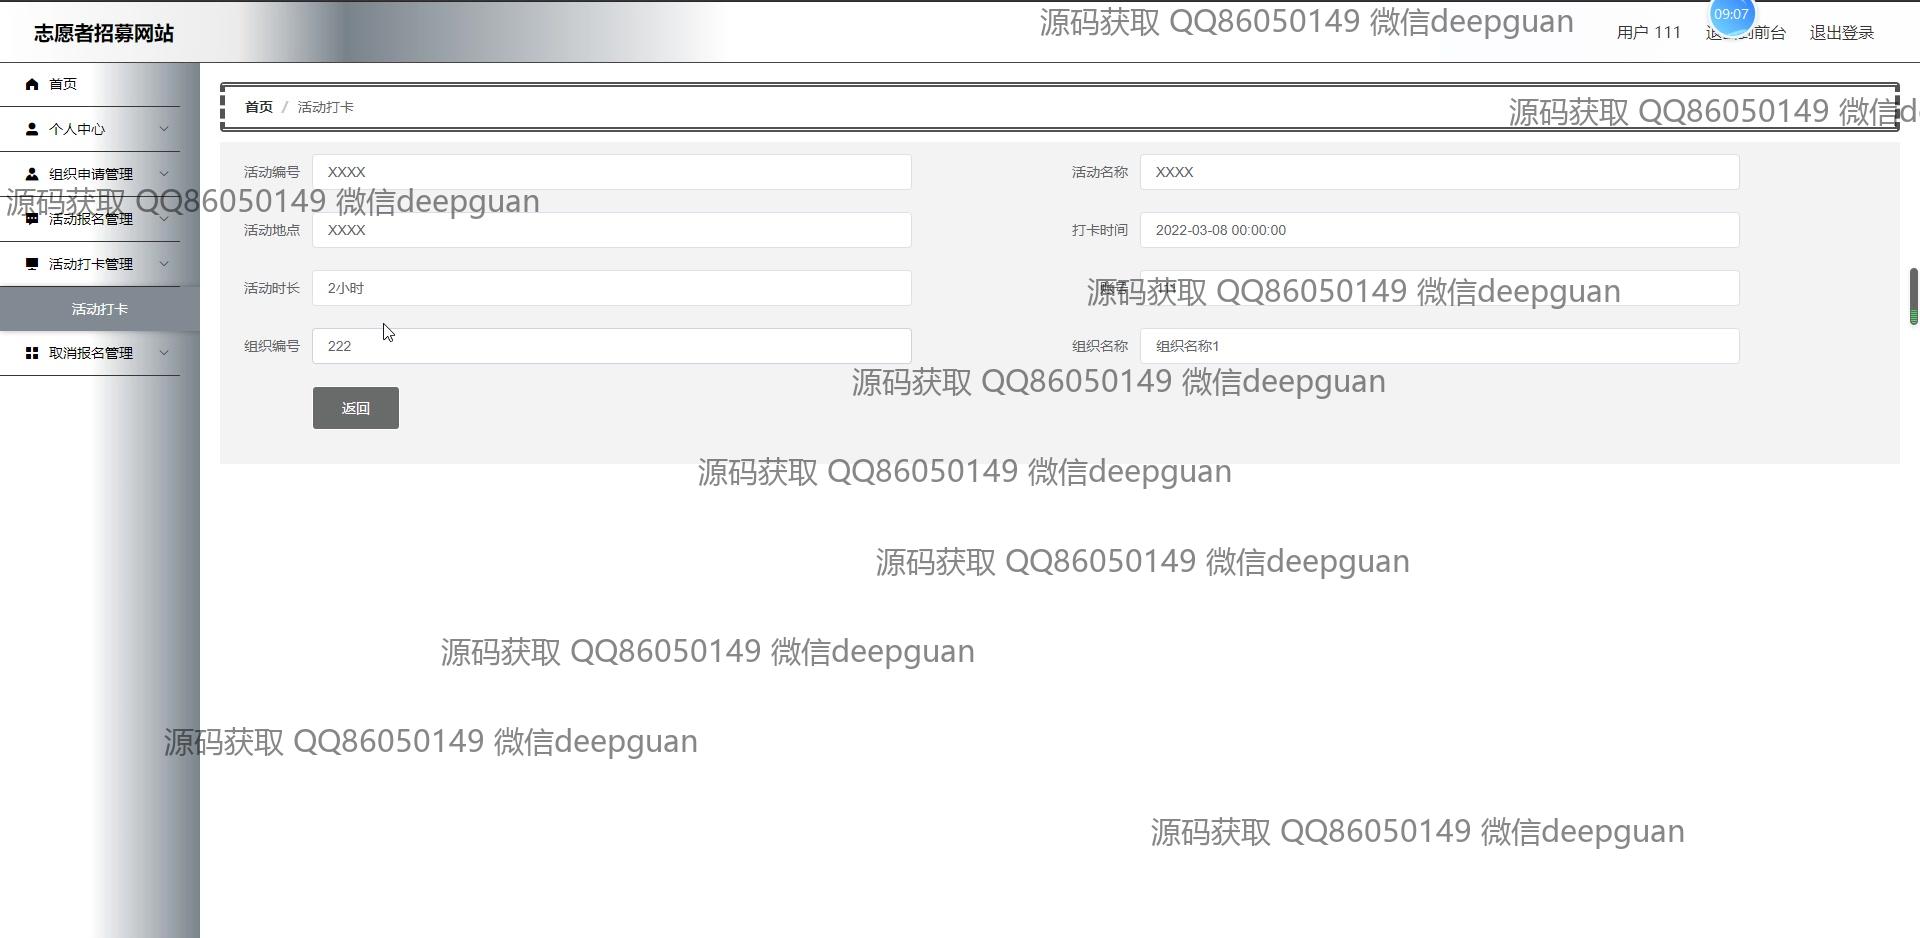 志愿者招募网站
源码获取 QQ86050149 微信deepguan
用户 111
09:07
退出登录
首页
个人中心
组织申请管理
活动报名管理
活动打卡管理
活动打卡
取消报名管理
首页 / 活动打卡
源码获取 QQ86050149 微信d
活动编号 XXXX
活动名称 XXXX
源码获取 QQ86050149 微信deepguan
活动地点 XXXX
打卡时间 2022-03-08 00:00:00
活动时长 2小时
源码获取 QQ86050149 微信deepguan
组织编号 222
组织名称 组织名称1
源码获取 QQ86050149 微信deepguan
返回
源码获取 QQ86050149 微信deepguan
源码获取 QQ86050149 微信deepguan
源码获取 QQ86050149 微信deepguan
源码获取 QQ86050149 微信deepguan
源码获取 QQ86050149 微信deepguan